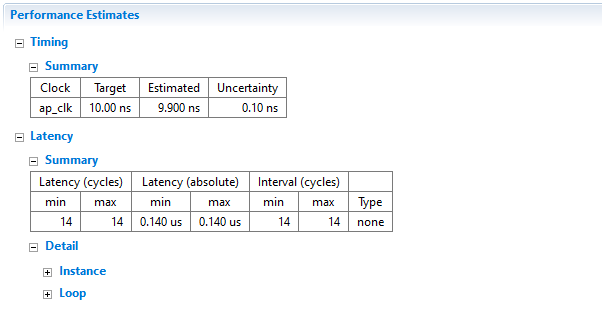 Performance Estimates
Timing
Summary
Clock Target Estimated Uncertainty
ap_clk 10.00 ns 9.900 ns 0.10 ns
Latency
Summary
Latency (cycles) Latency (absolute) Interval (cycles)
min max min max min max Type
14 14 0.140 us 0.140 us 14 14 none
Detail
Instance
Loop